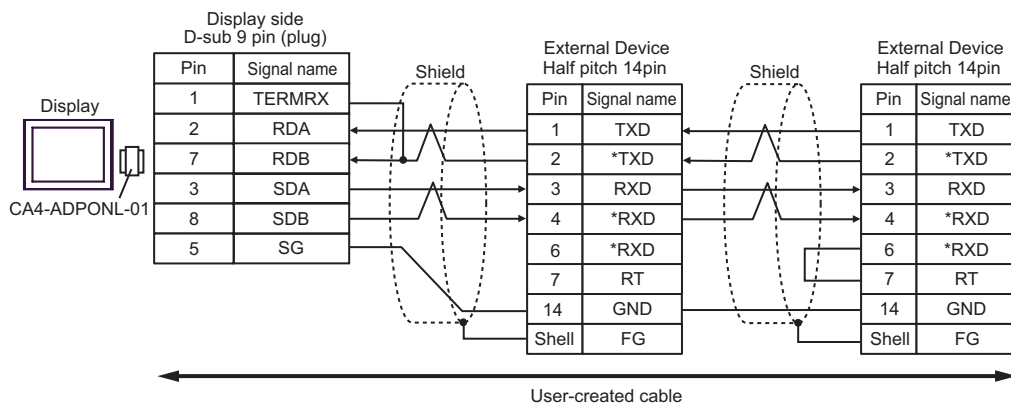 Display side
D-sub 9 pin (plug)
Pin Signal name
1 TERMRX
2 RDA
7 RDB
3 SDA
8 SDB
5 SG
Display
CA4-ADPONL-01
Shield
External Device
Half pitch 14pin
Pin Signal name
1 TXD
2 *TXD
3 RXD
4 *RXD
6 *RXD
7 RT
14 GND
Shell FG
Shield
External Device
Half pitch 14pin
Pin Signal name
1 TXD
2 *TXD
3 RXD
4 *RXD
6 *RXD
7 RT
14 GND
Shell FG
User-created cable